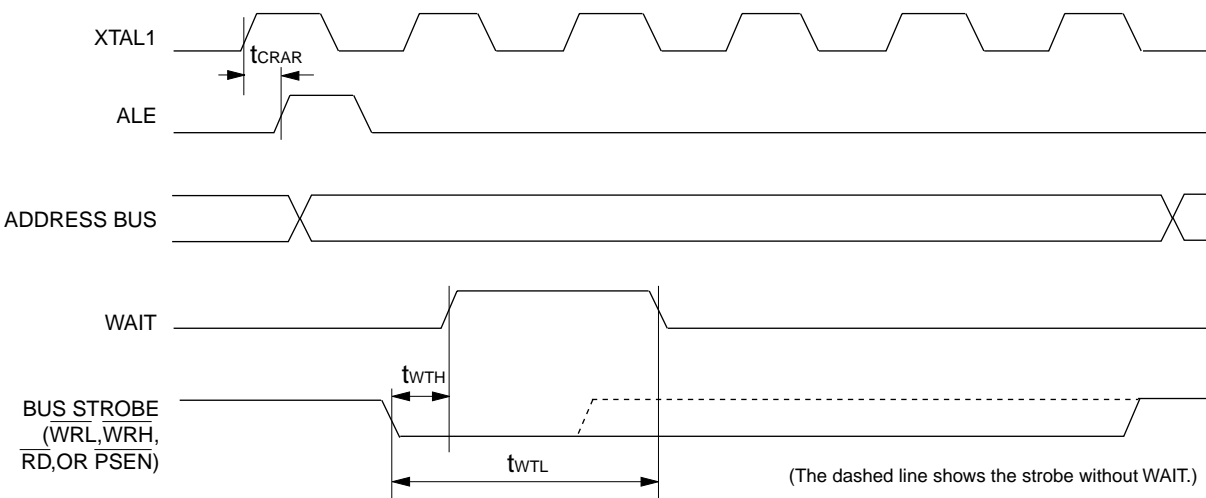 XTAL1
tCRAR
ALE
ADDRESS BUS
WAIT
tWTH
BUS STROBE
(WRL,WRH,
RD,OR PSEN)
tWTL
(The dashed line shows the strobe without WAIT.)